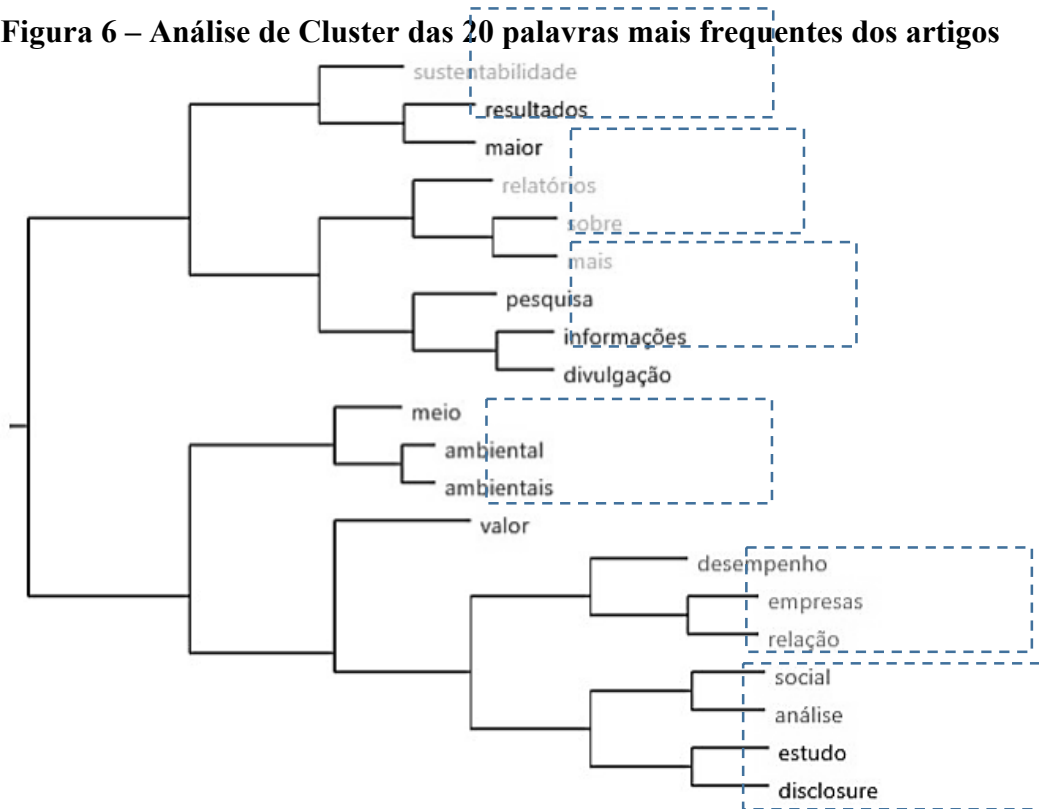 Figura 6 – Análise de Cluster das 20 palavras mais frequentes dos artigos
sustentabilidade
resultados
maior
relatórios
sobre
mais
pesquisa
informações
divulgação
meio
ambiental
ambientais
valor
desempenho
empresas
relação
social
análise
estudo
disclosure